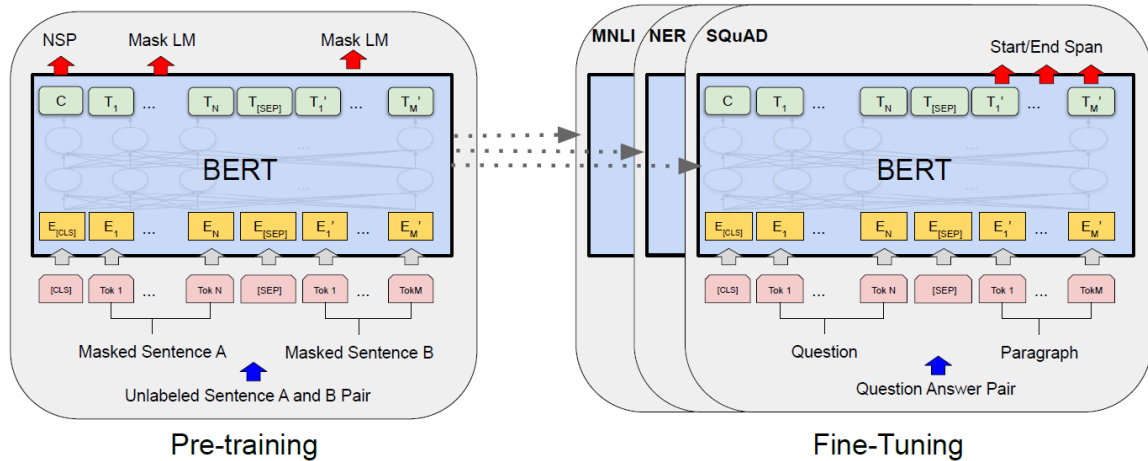 NSP Mask LM Mask LM
C T1 ... TN T[SEP] T1' ... TM'
BERT
E[CLS] E1 ... EN E[SEP] E1' ... EM'
[CLS] Tok 1 ... Tok N [SEP] Tok 1 ... TokM
Masked Sentence A Masked Sentence B
Unlabeled Sentence A and B Pair
Pre-training
MNLI NER SQuAD
Start/End Span
C T1 ... TN T[SEP] T1' ... TM'
BERT
E[CLS] E1 ... EN E[SEP] E1' ... EM'
[CLS] Tok 1 ... Tok N [SEP] Tok 1 ... TokM
Question Paragraph
Question Answer Pair
Fine-Tuning